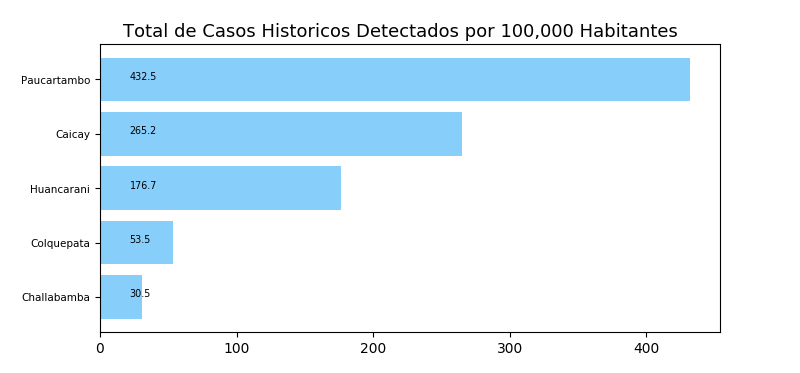 Total de Casos Historicos Detectados por 100,000 Habitantes
Paucartambo 432.5
Caicay 265.2
Huancarani 176.7
Colquepata 53.5
Challabamba 30.5
0 100 200 300 400